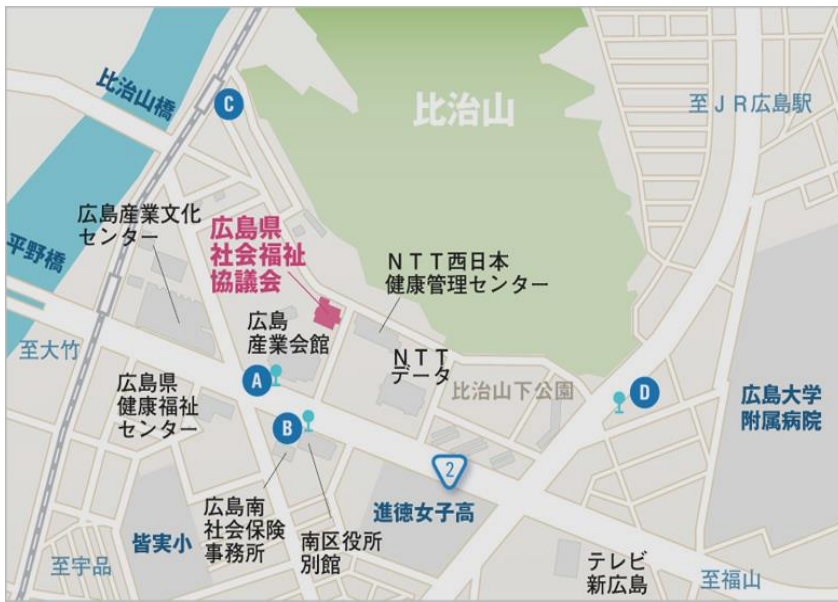 比治山橋
C
比治山
至ＪＲ広島駅
広島産業文化
センター
広島県
社会福祉
協議会
平野橋
ＮＴＴ西日本
健康管理センター
広島
産業会館
至大竹
ＮＴＴ
データ
A
比治山下公園
D
広島県
健康福祉
センター
広島大学
附属病院
B
2
広島南
社会保険
事務所
進徳女子高
皆実小
南区役所
別館
至宇品
テレビ
新広島
至福山